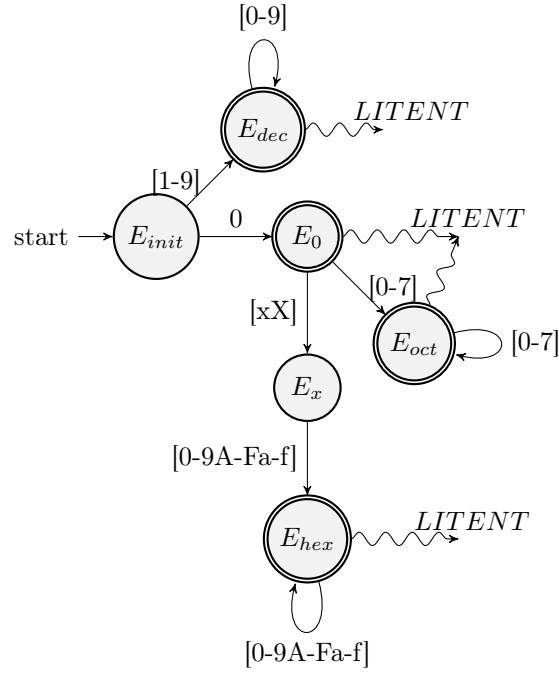 [0-9]
E_dec
LITENT
[1-9]
start
E_init
0
E_0
LITENT
[0-7]
[xX]
E_oct
[0-7]
E_x
[0-9A-Fa-f]
E_hex
LITENT
[0-9A-Fa-f]